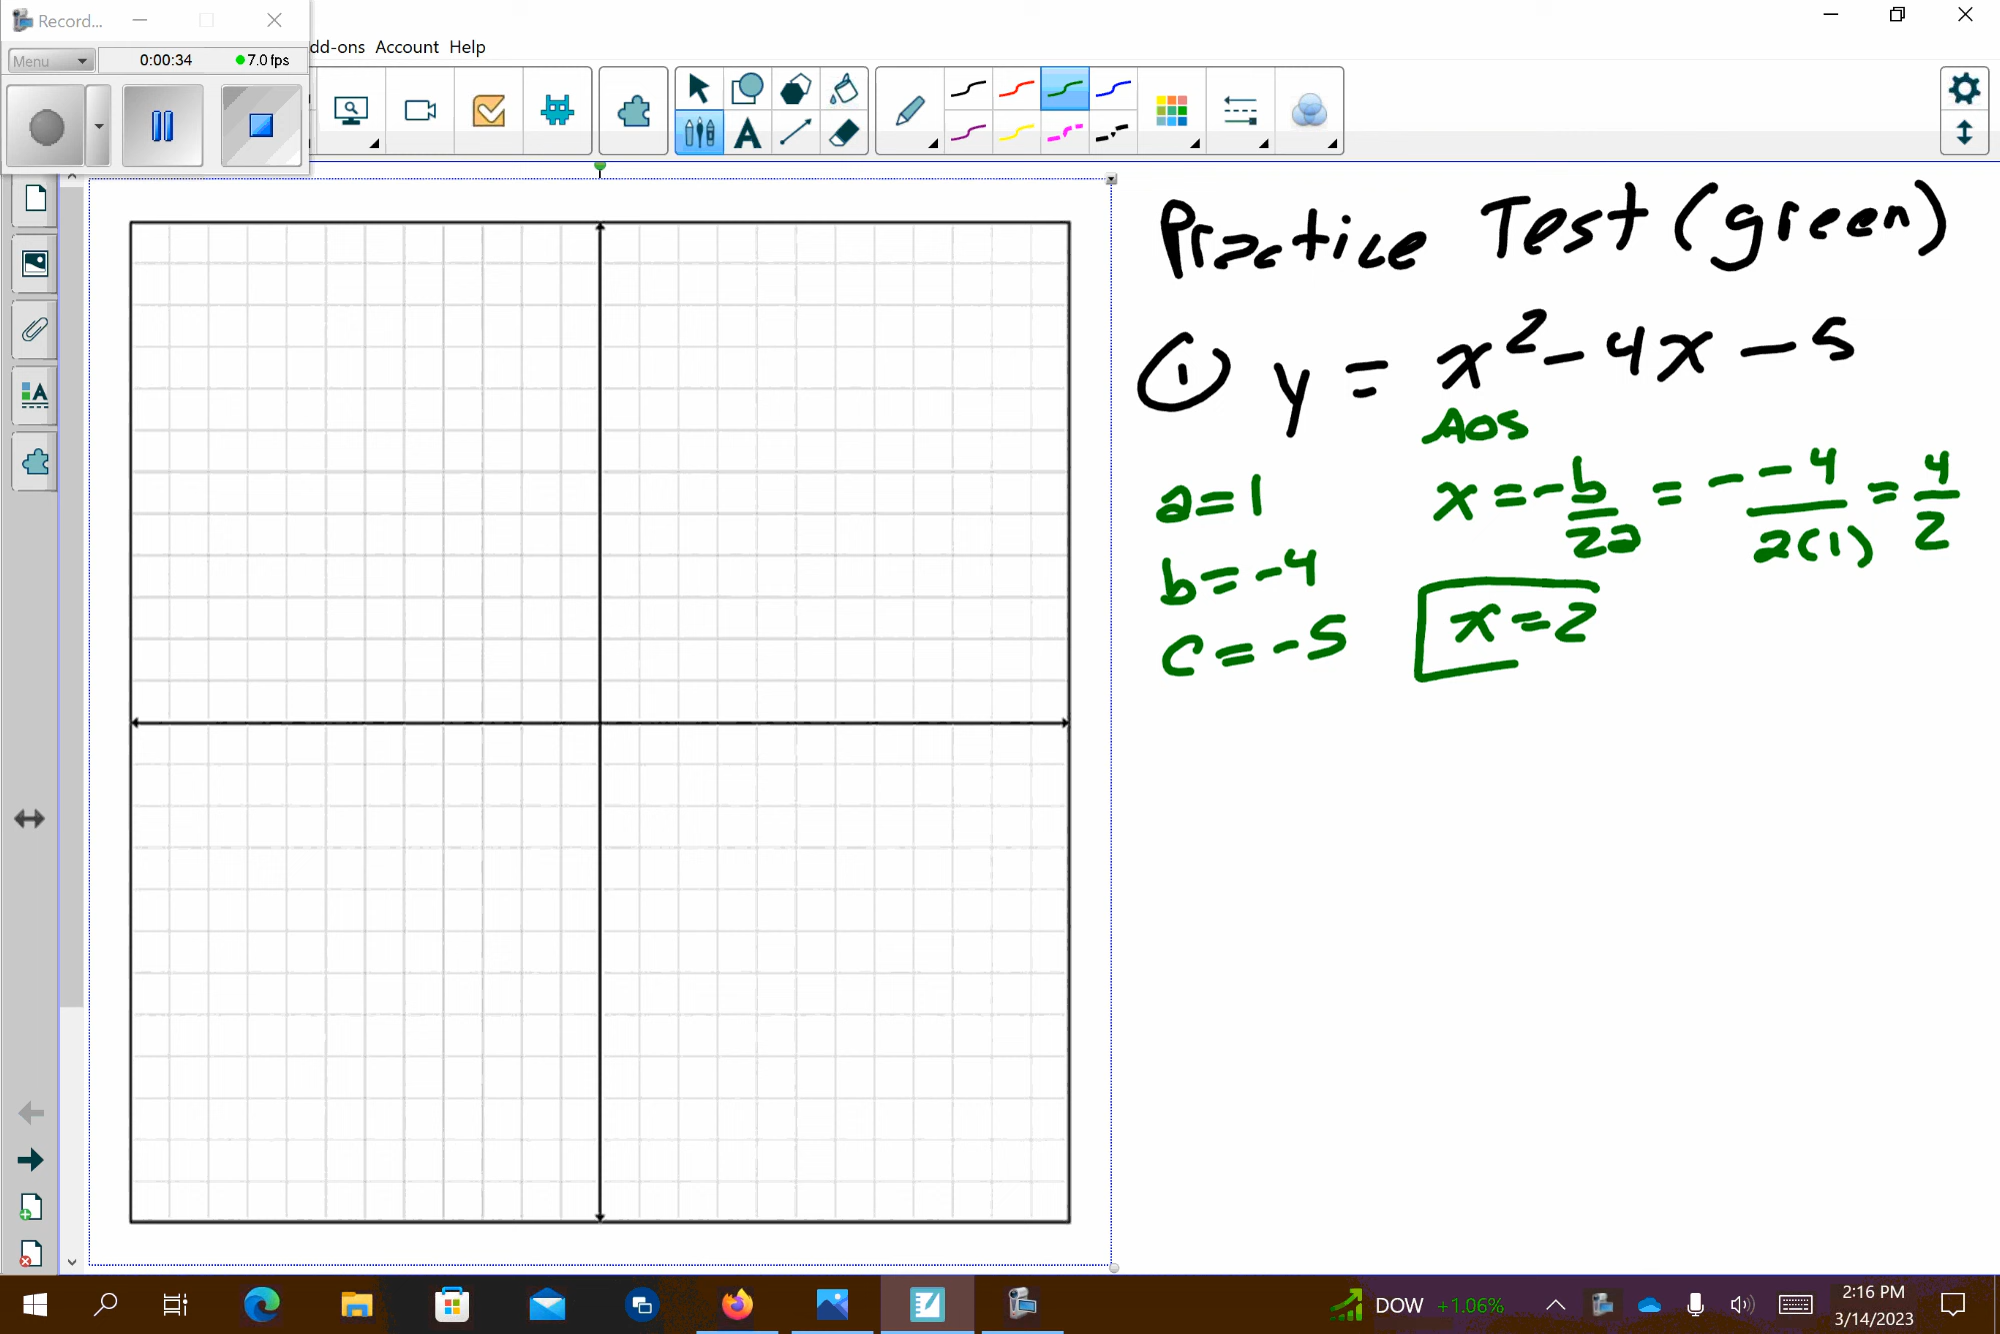 Record...
dd-ons Account Help
Menu 0:00:34 7.0 fps
A
Practice Test (green)
① y = x² - 4x - 5
AOS
a = 1 x = -b/2a = - -4/2(1) = 4/2
b = -4
x = 2
c = -5
DOW +1.06%
2:16 PM
3/14/2023